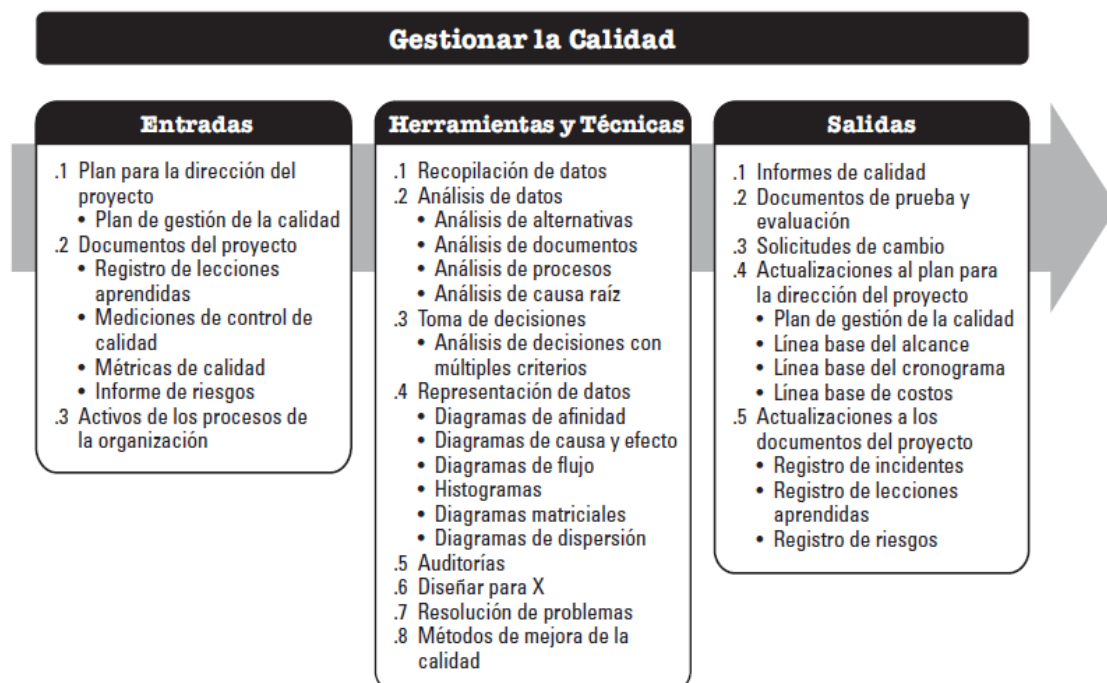 Gestionar la Calidad
Entradas
.1 Plan para la dirección del
proyecto
• Plan de gestión de la calidad
.2 Documentos del proyecto
• Registro de lecciones
aprendidas
• Mediciones de control de
calidad
• Métricas de calidad
• Informe de riesgos
.3 Activos de los procesos de
la organización
Herramientas y Técnicas
.1 Recopilación de datos
.2 Análisis de datos
• Análisis de alternativas
• Análisis de documentos
• Análisis de procesos
• Análisis de causa raíz
.3 Toma de decisiones
• Análisis de decisiones con
múltiples criterios
.4 Representación de datos
• Diagramas de afinidad
• Diagramas de causa y efecto
• Diagramas de flujo
• Histogramas
• Diagramas matriciales
• Diagramas de dispersión
.5 Auditorías
.6 Diseñar para X
.7 Resolución de problemas
.8 Métodos de mejora de la
calidad
Salidas
.1 Informes de calidad
.2 Documentos de prueba y
evaluación
.3 Solicitudes de cambio
.4 Actualizaciones al plan para
la dirección del proyecto
• Plan de gestión de la calidad
• Línea base del alcance
• Línea base del cronograma
• Línea base de costos
.5 Actualizaciones a los
documentos del proyecto
• Registro de incidentes
• Registro de lecciones
aprendidas
• Registro de riesgos